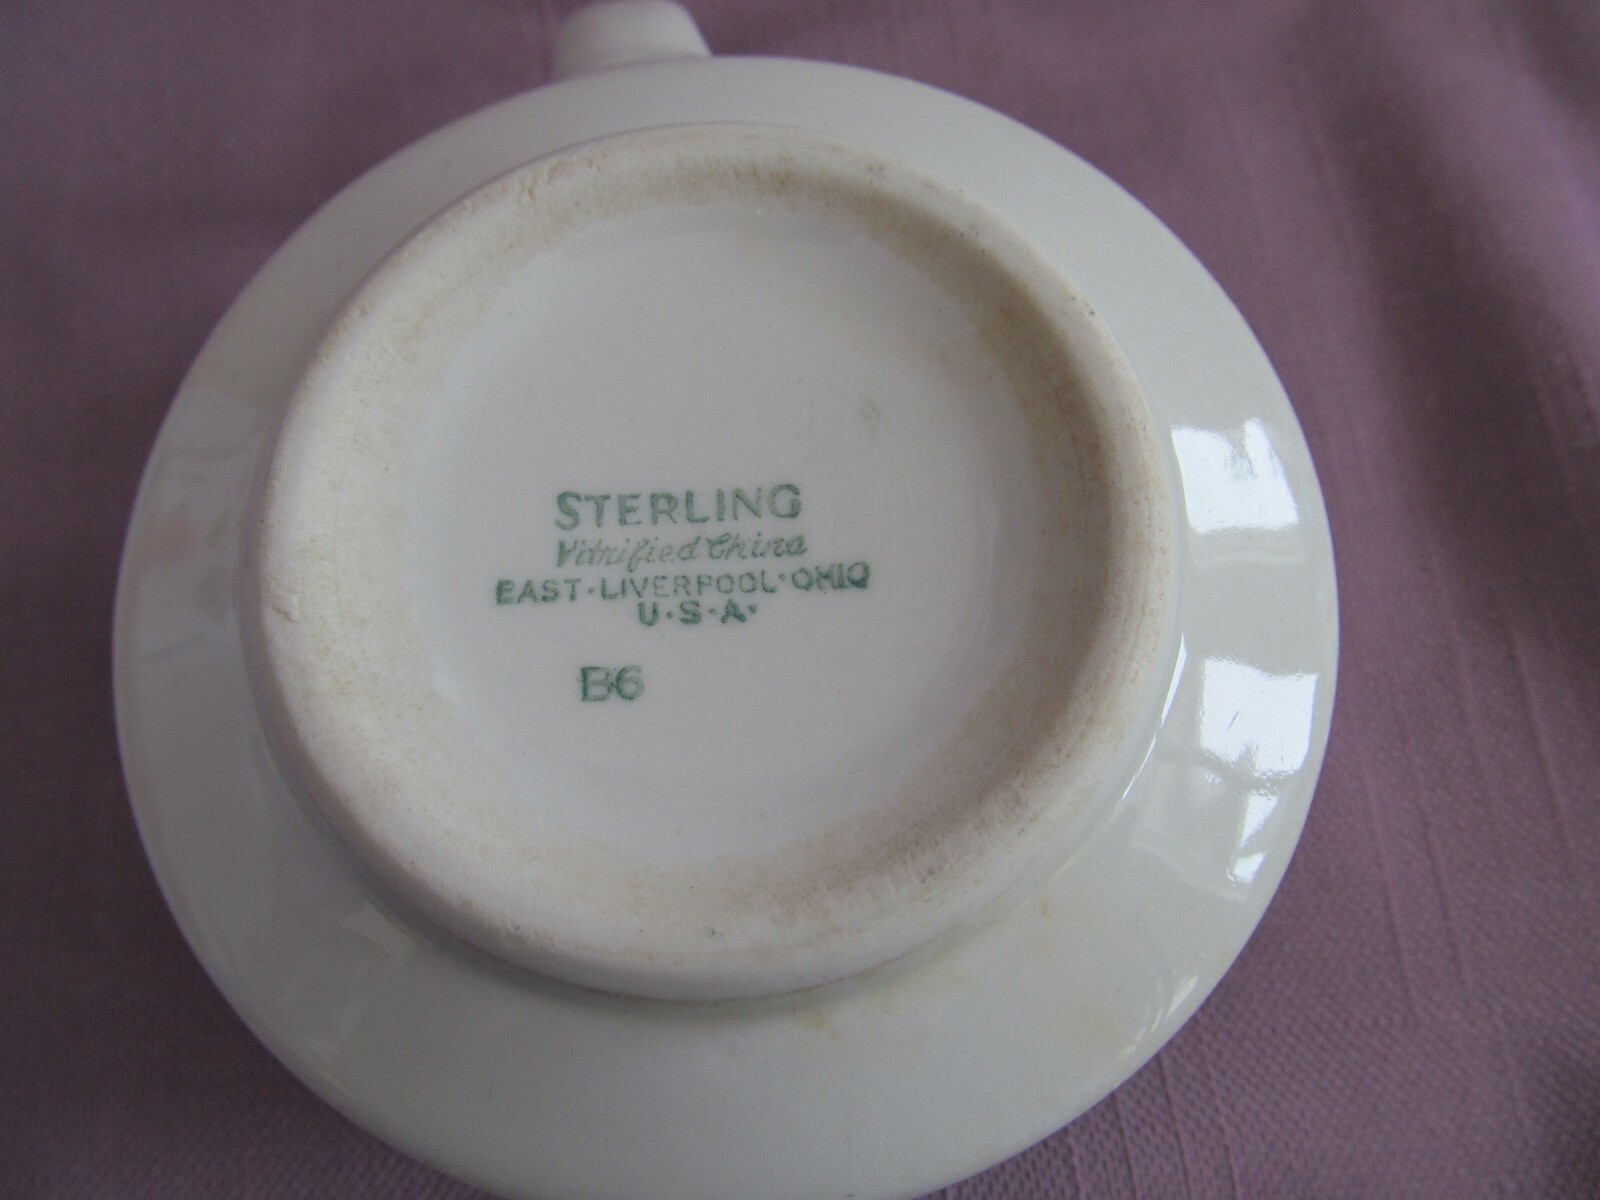 STERLING
Vitrified China
EAST·LIVERPOOL·OHIO
U·S·A·
B6